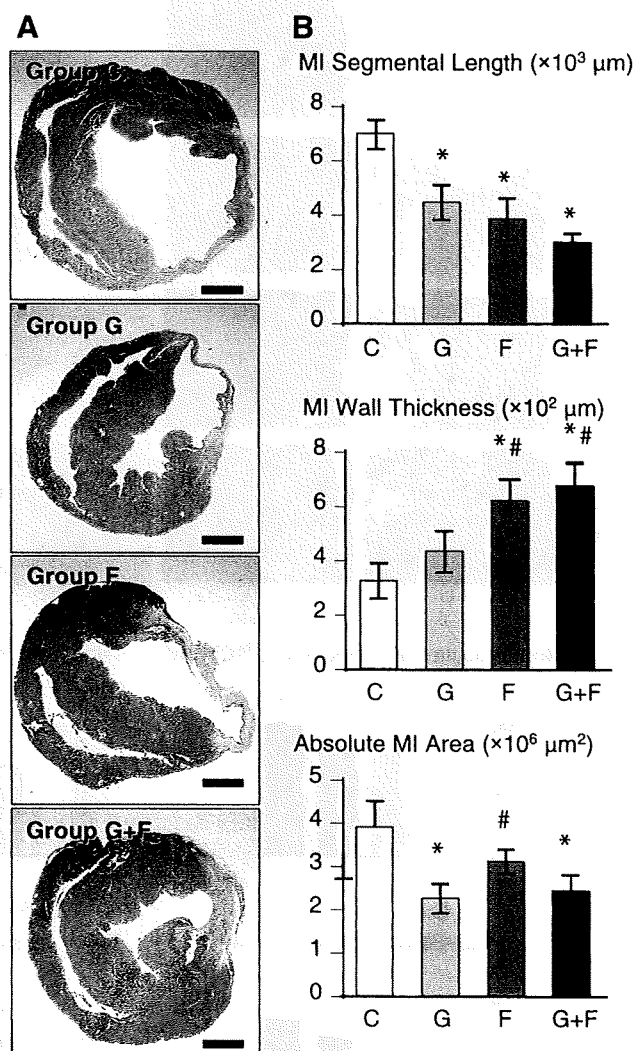 A
Group C
Group G
Group F
Group G+F
B
MI Segmental Length (×10³ µm)
8
6
4
2
0
*
*
*
C G F G+F
MI Wall Thickness (×10² µm)
8
6
4
2
0
*#
*#
C G F G+F
Absolute MI Area (×10⁶ µm²)
5
4
3
2
1
0
*
#
*
C G F G+F